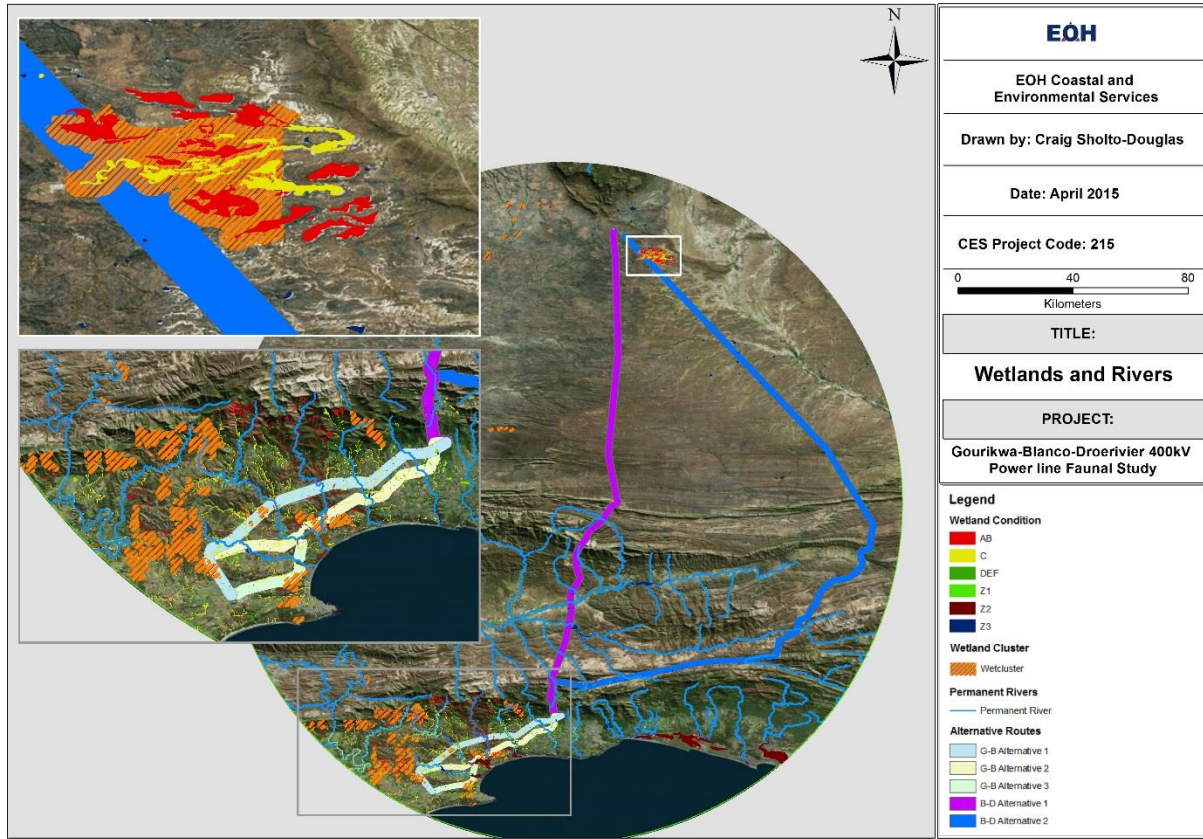 N
EOH
EOH Coastal and
Environmental Services
Drawn by: Craig Sholto-Douglas
Date: April 2015
CES Project Code: 215
0 40 80
Kilometers
TITLE:
Wetlands and Rivers
PROJECT:
Gourikwa-Blanco-Droerivier 400kV
Power line Faunal Study
Legend
Wetland Condition
AB
C
DEF
Z1
Z2
Z3
Wetland Cluster
Wetcluster
Permanent Rivers
Permanent River
Alternative Routes
G-B Alternative 1
G-B Alternative 2
G-B Alternative 3
B-D Alternative 1
B-D Alternative 2